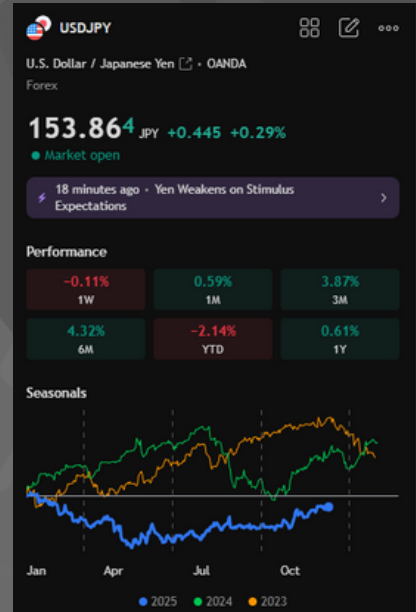 USDJPY
U.S. Dollar / Japanese Yen • OANDA
Forex
153.864 JPY +0.445 +0.29%
Market open
18 minutes ago • Yen Weakens on Stimulus
Expectations
Performance
−0.11% 0.59% 3.87%
1W 1M 3M
4.32% −2.14% 0.61%
6M YTD 1Y
Seasonals
Jan Apr Jul Oct
2025 2024 2023